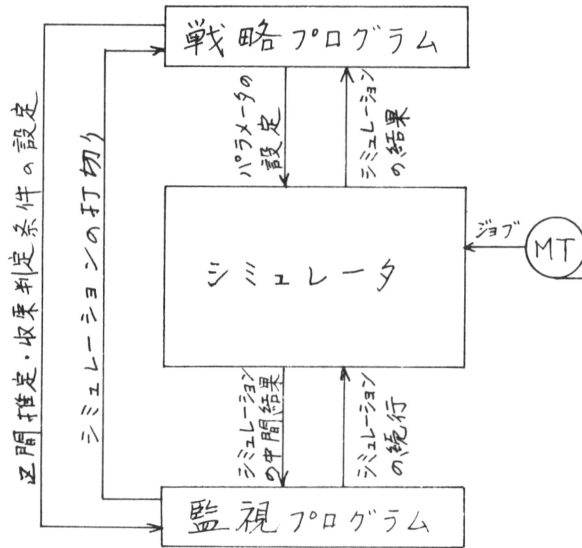 戦略プログラム
パラメータの
設定
シミュレーション
の結果
区間推定・収束判定条件の設定
シミュレーションの打切り
シミュレータ
ジョブ
MT
シミュレーション
の中間結果
シミュレーション
の続行
監視プログラム